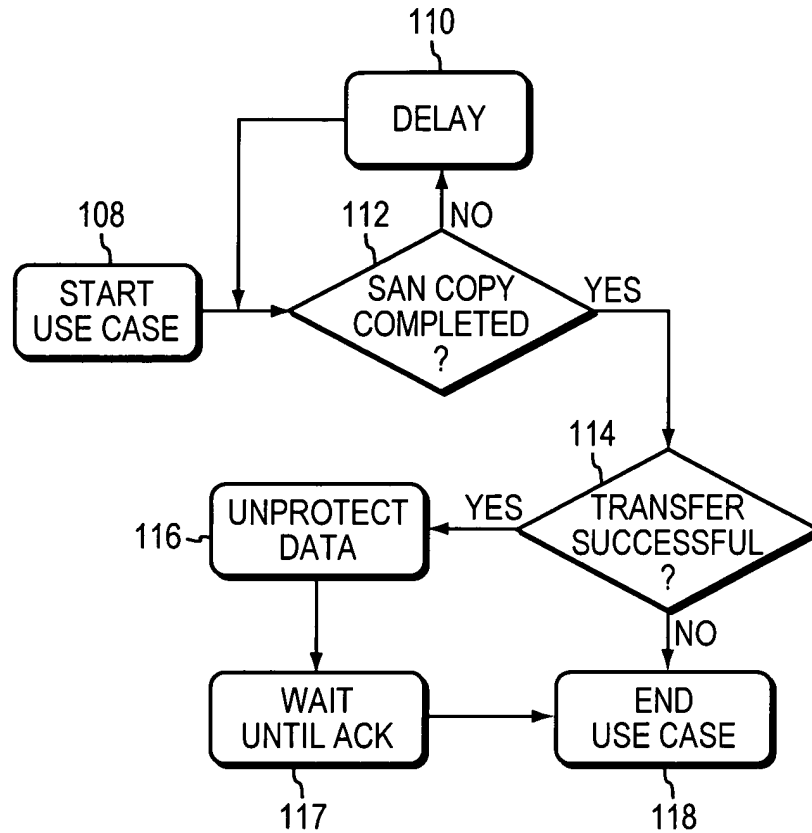 110
DELAY
108
112
NO
START
USE CASE
SAN COPY
COMPLETED
?
YES
114
116
UNPROTECT
DATA
YES
TRANSFER
SUCCESSFUL
?
NO
WAIT
UNTIL ACK
END
USE CASE
117
118